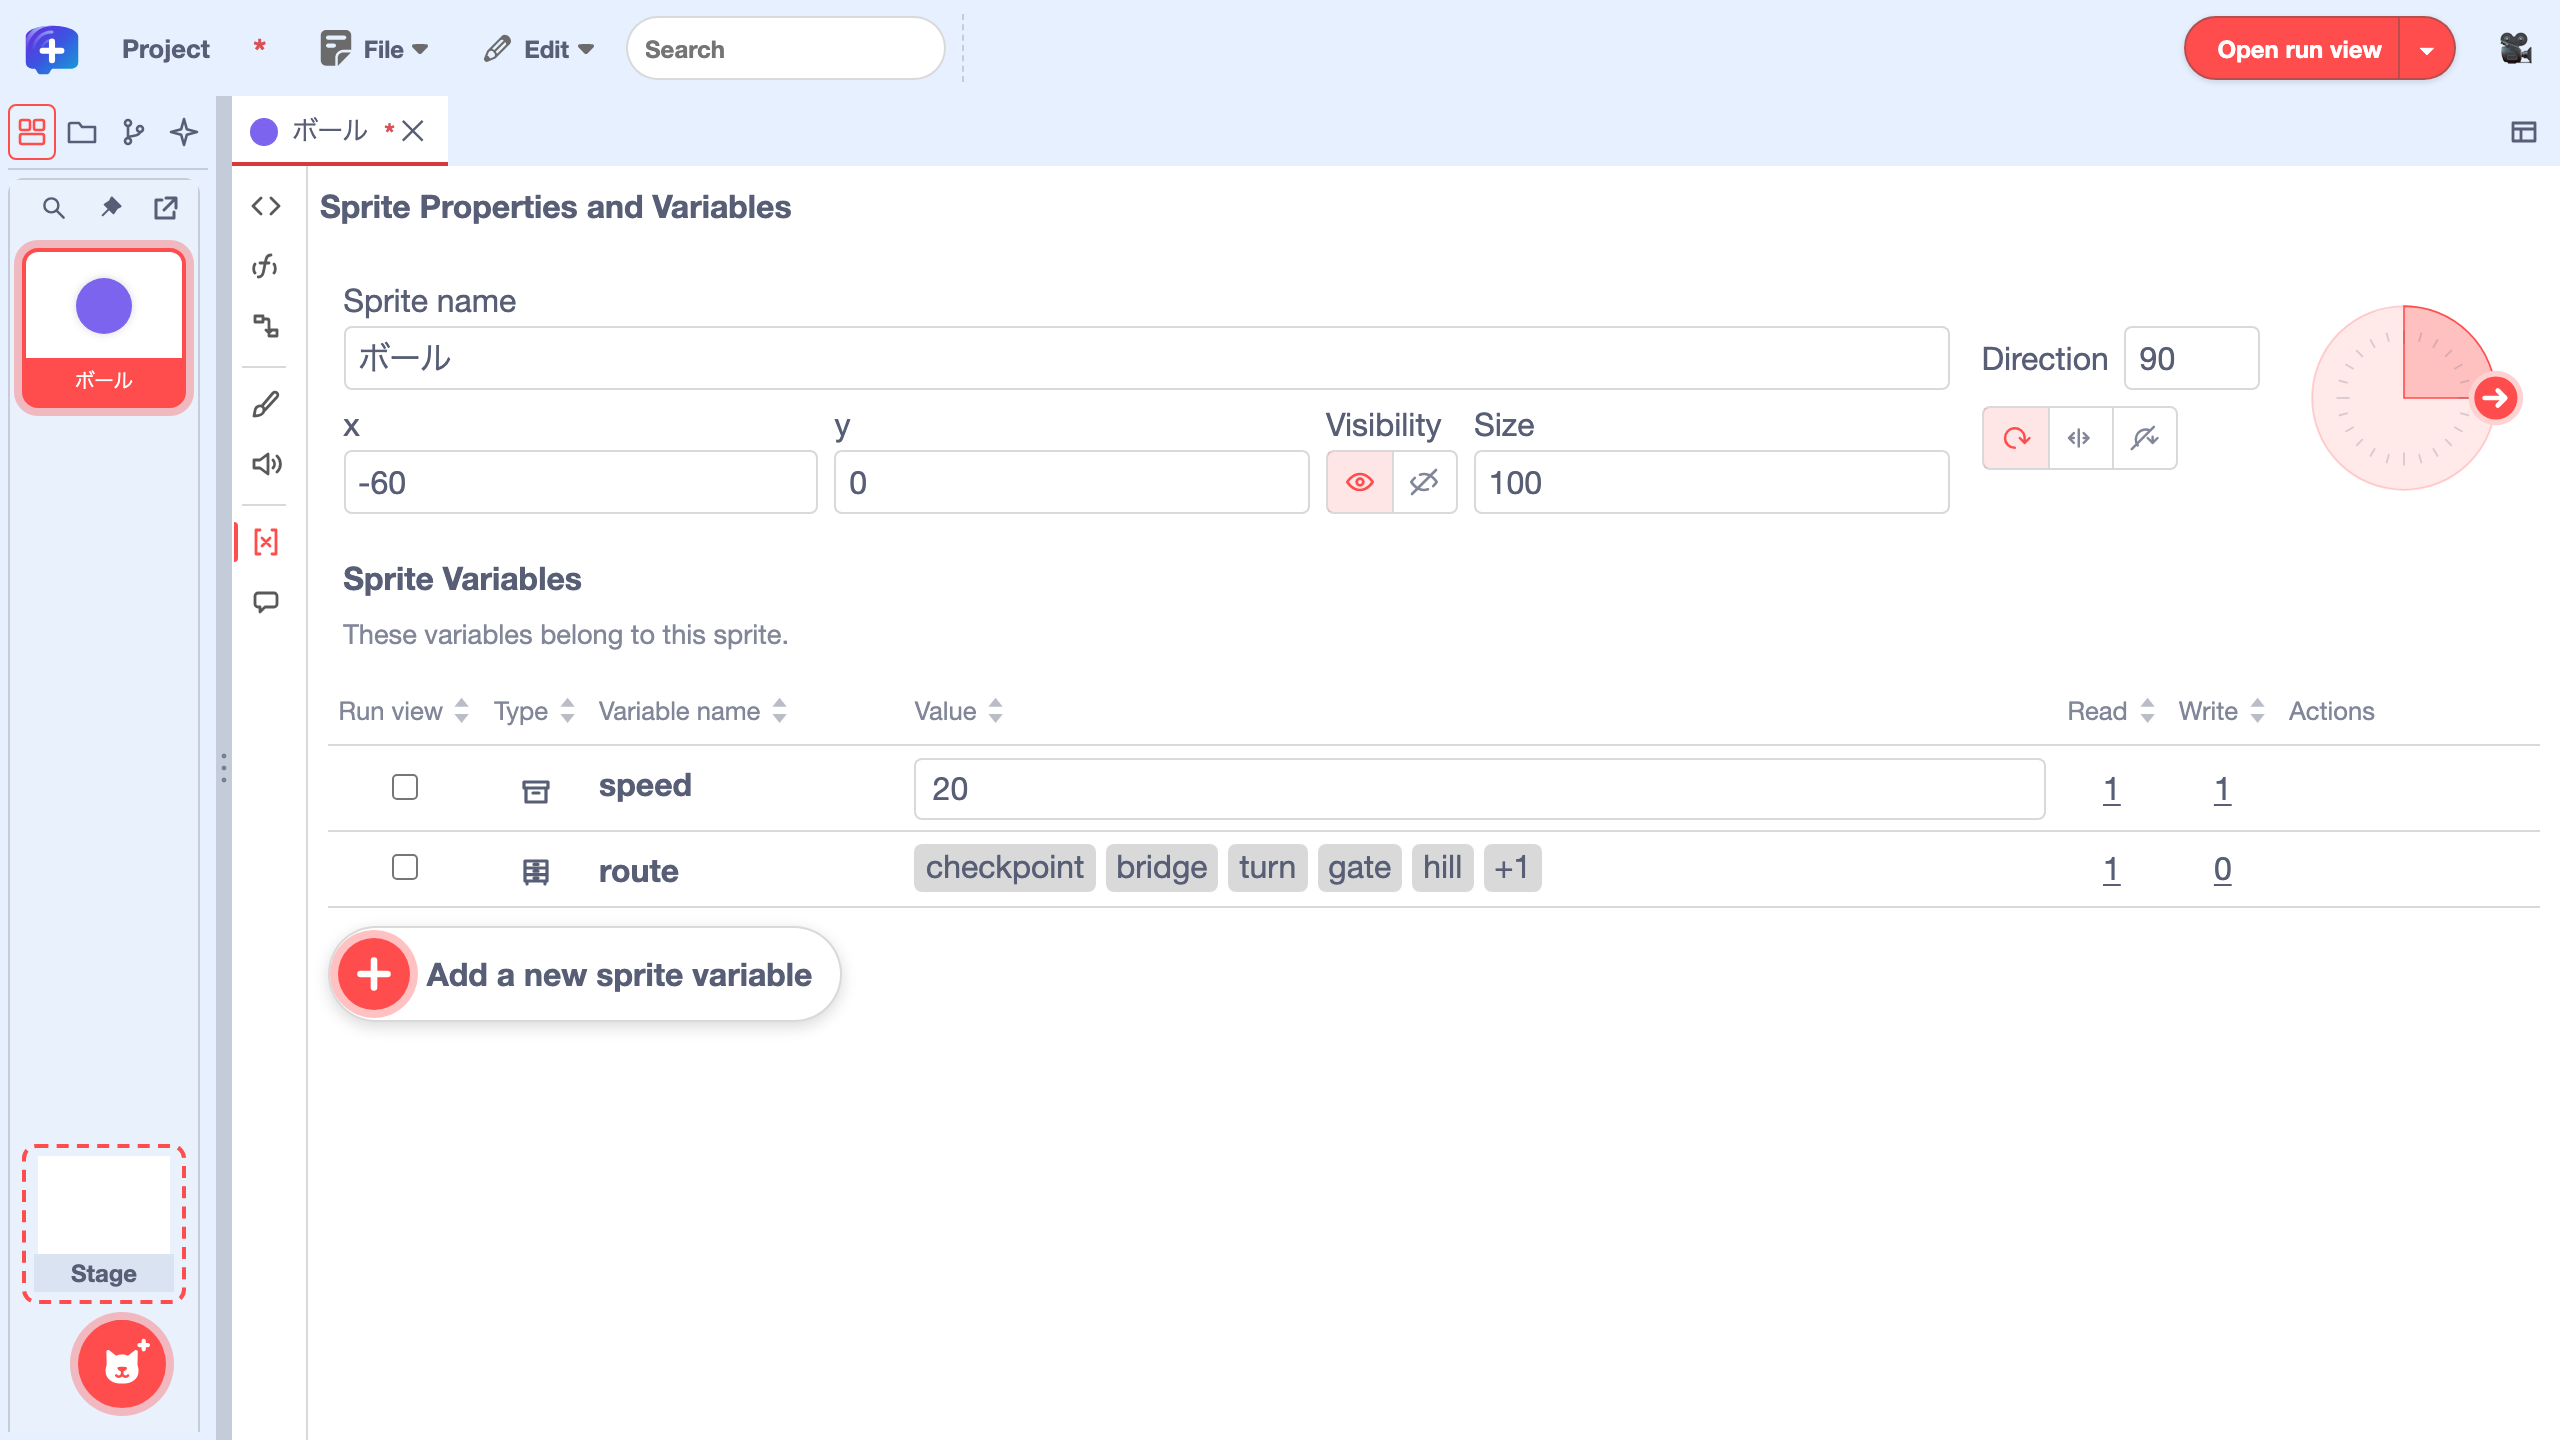 Project * File Edit Search Open run view
ボール *
Sprite Properties and Variables
ボール
Sprite name
ボール
Direction 90
x y Visibility Size
-60 0 100
Sprite Variables
These variables belong to this sprite.
Run view Type Variable name Value Read Write Actions
speed 20 1 1
route checkpoint bridge turn gate hill +1 1 0
Add a new sprite variable
Stage